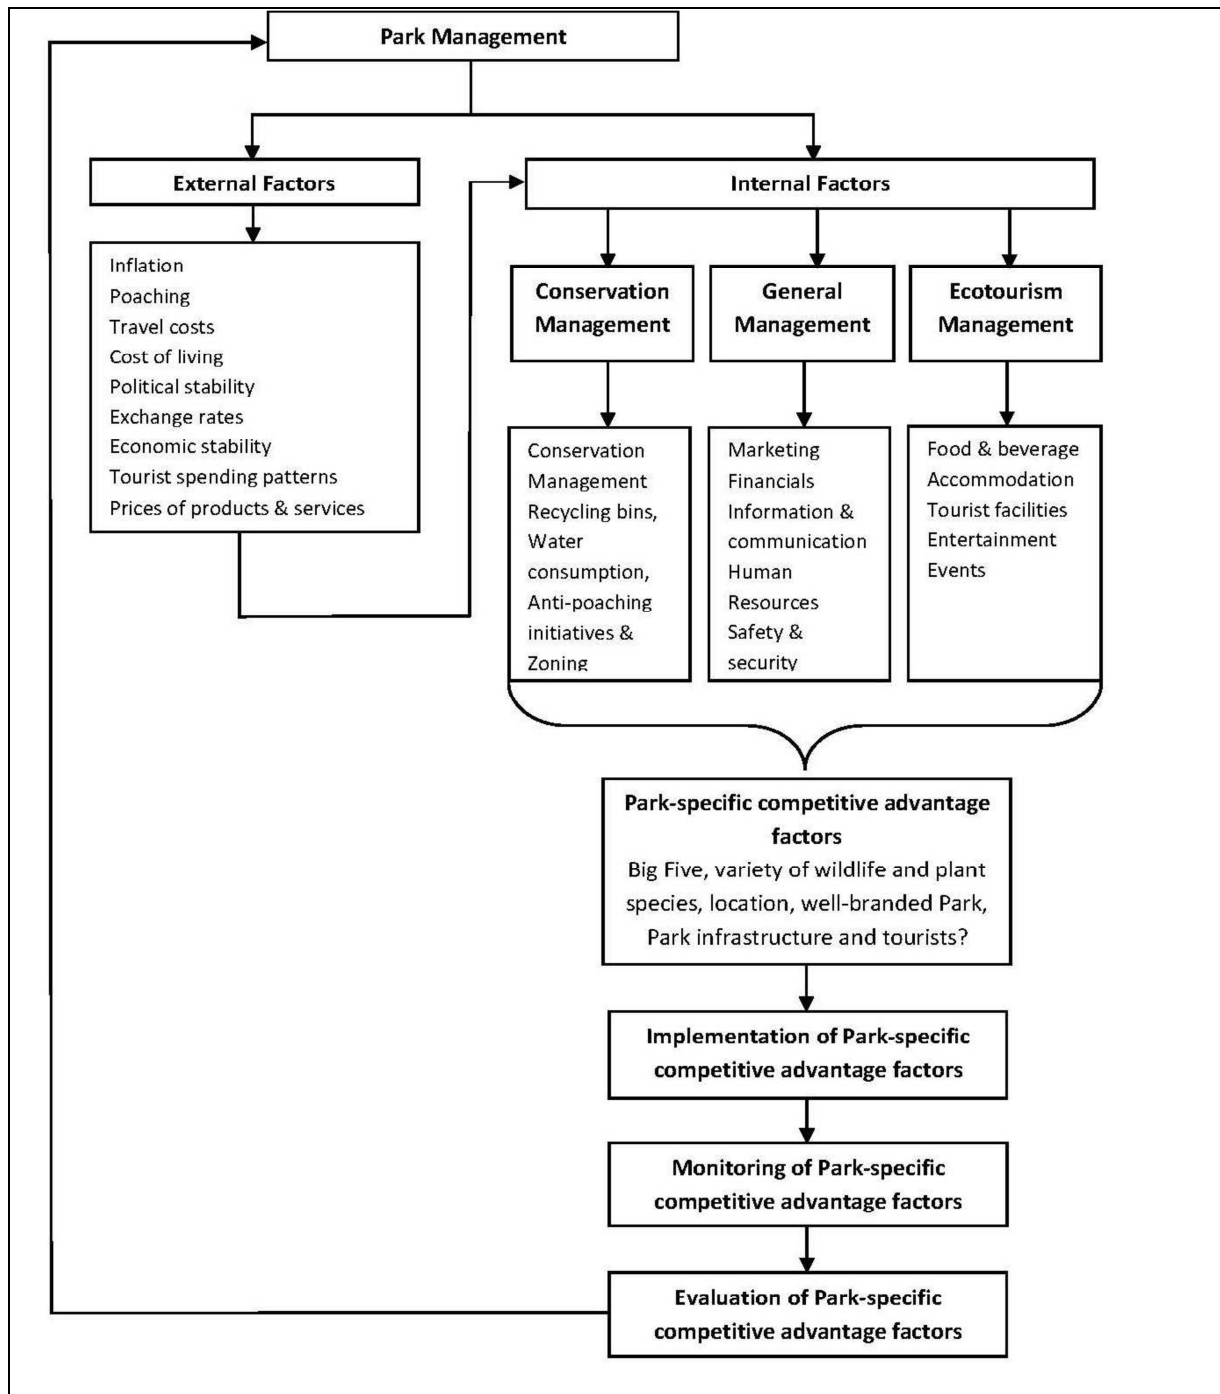 Park Management
External Factors
Internal Factors
Inflation
Poaching
Travel costs
Cost of living
Political stability
Exchange rates
Economic stability
Tourist spending patterns
Prices of products & services
Conservation
Management
General
Management
Ecotourism
Management
Conservation
Management
Recycling bins,
Water
consumption,
Anti-poaching
initiatives &
Zoning
Marketing
Financials
Information &
communication
Human
Resources
Safety &
security
Food & beverage
Accommodation
Tourist facilities
Entertainment
Events
Park-specific competitive advantage
factors
Big Five, variety of wildlife and plant
species, location, well-branded Park,
Park infrastructure and tourists?
Implementation of Park-specific
competitive advantage factors
Monitoring of Park-specific
competitive advantage factors
Evaluation of Park-specific
competitive advantage factors